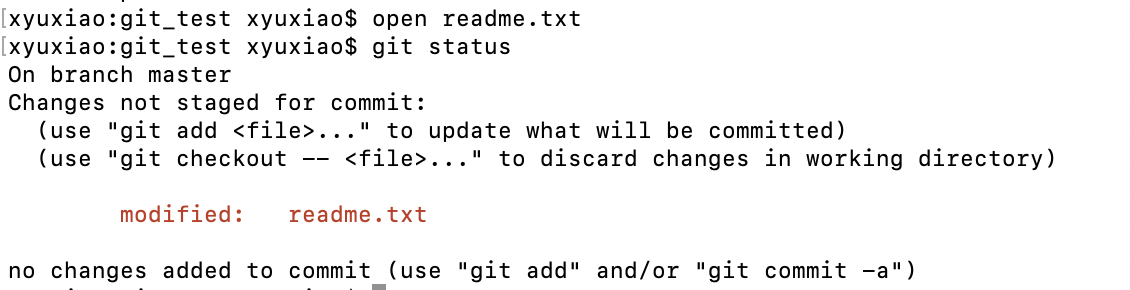 [xyuxiao:git_test xyuxiao$ open readme.txt
[xyuxiao:git_test xyuxiao$ git status
On branch master
Changes not staged for commit:
  (use "git add <file>..." to update what will be committed)
  (use "git checkout -- <file>..." to discard changes in working directory)

        modified:   readme.txt

no changes added to commit (use "git add" and/or "git commit -a")